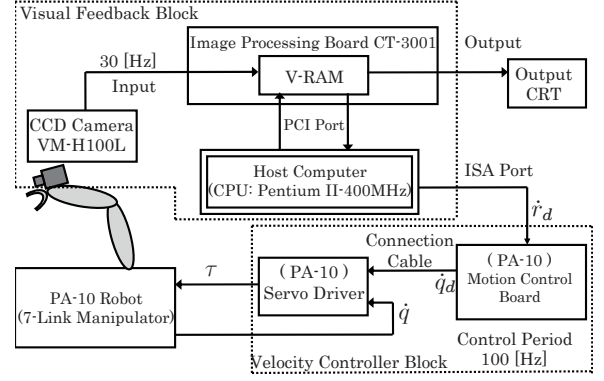 Visual Feedback Block
Image Processing Board CT-3001
Output
30 [Hz]
Input
V-RAM
Output
CRT
CCD Camera
VM-H100L
PCI Port
Host Computer
(CPU: Pentium II-400MHz)
ISA Port
ṙ_d
Connection
Cable
q̇_d
(PA-10)
Motion Control
Board
(PA-10)
Servo Driver
τ
q̇
PA-10 Robot
(7-Link Manipulator)
Control Period
100 [Hz]
Velocity Controller Block